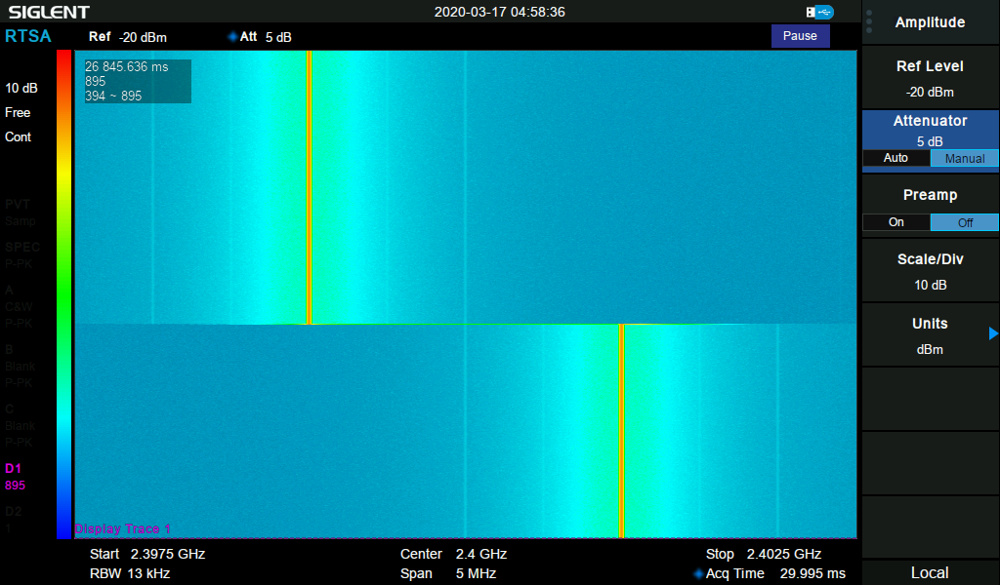 SIGLENT
2020-03-17 04:58:36
RTSA
Ref -20 dBm
Att 5 dB
Pause
10 dB
Free
Cont
26 845.636 ms
895
394 ~ 895
PVT
Samp
SPEC
P-PK
A
C&W
P-PK
B
Blank
P-PK
C
Blank
P-PK
D1
895
D2
1
Display Trace 1
Start 2.3975 GHz
Center 2.4 GHz
Stop 2.4025 GHz
RBW 13 kHz
Span 5 MHz
Acq Time 29.995 ms
Amplitude
Ref Level
-20 dBm
Attenuator
5 dB
Auto Manual
Preamp
On Off
Scale/Div
10 dB
Units
dBm
Local